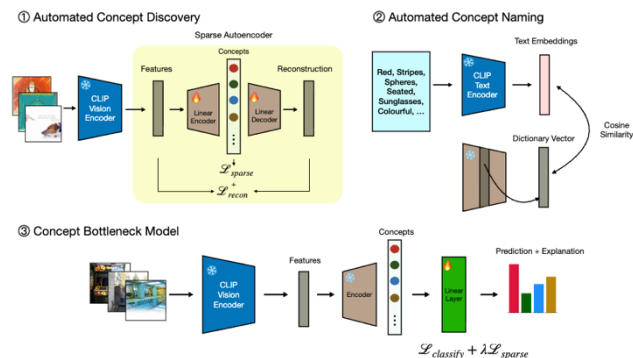 ① Automated Concept Discovery
Sparse Autoencoder
Concepts
Features
Reconstruction
CLIP
Vision
Encoder
Linear
Encoder
Linear
Decoder
ℒsparse
+
ℒrecon
② Automated Concept Naming
Text Embeddings
Red, Stripes,
Spheres,
Seated,
Sunglasses,
Colourful, ...
CLIP
Text
Encoder
Cosine
Similarity
Dictionary Vector
③ Concept Bottleneck Model
Concepts
Features
Prediction + Explanation
CLIP
Vision
Encoder
Encoder
Linear
Layer
ℒclassify + λℒsparse